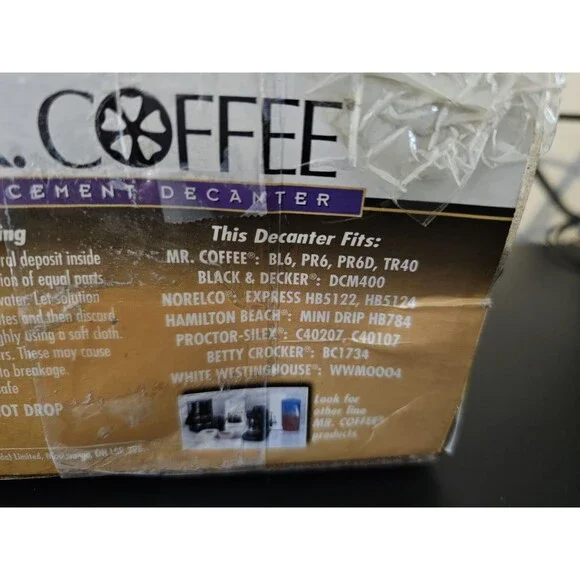 R. COFFEE
CEMENT DECANTER
ing
ral deposit inside
ion of equal parts
water. Let solution
tes and then discard
ghly using a soft cloth.
rs. These may cause
to breakage.
afe
OT DROP
This Decanter Fits:
MR. COFFEE®: BL6, PR6, PR6D, TR40
BLACK & DECKER®: DCM400
NORELCO®: EXPRESS HB5122, HB5124
HAMILTON BEACH®: MINI DRIP HB784
PROCTOR-SILEX®: C40207, C40107
BETTY CROCKER®: BC1734
WHITE WESTINGHOUSE®: WWM0004
Look for
other fine
MR. COFFEE®
products.
Limited,